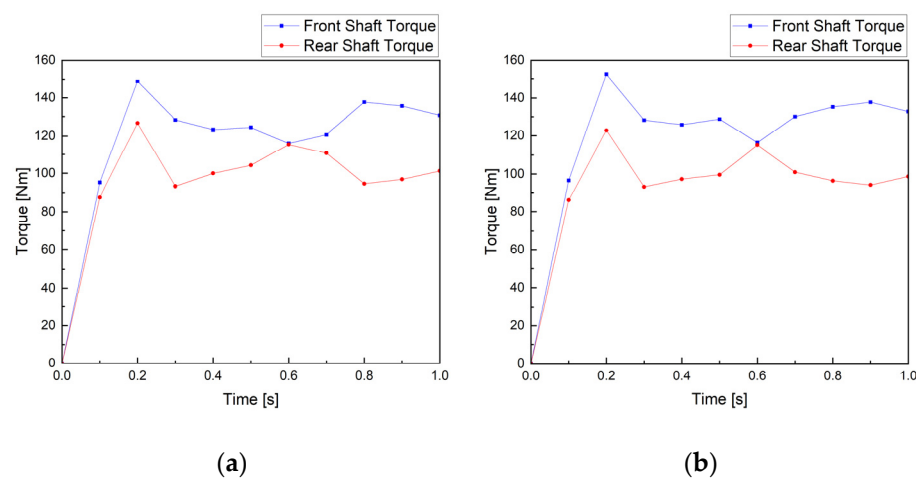 Front Shaft Torque
Rear Shaft Torque
160
140
120
100
80
60
40
20
0
Torque [Nm]
0.0 0.2 0.4 0.6 0.8 1.0
Time [s]
(a)
Front Shaft Torque
Rear Shaft Torque
160
140
120
100
80
60
40
20
0
Torque [Nm]
0.0 0.2 0.4 0.6 0.8 1.0
Time [s]
(b)